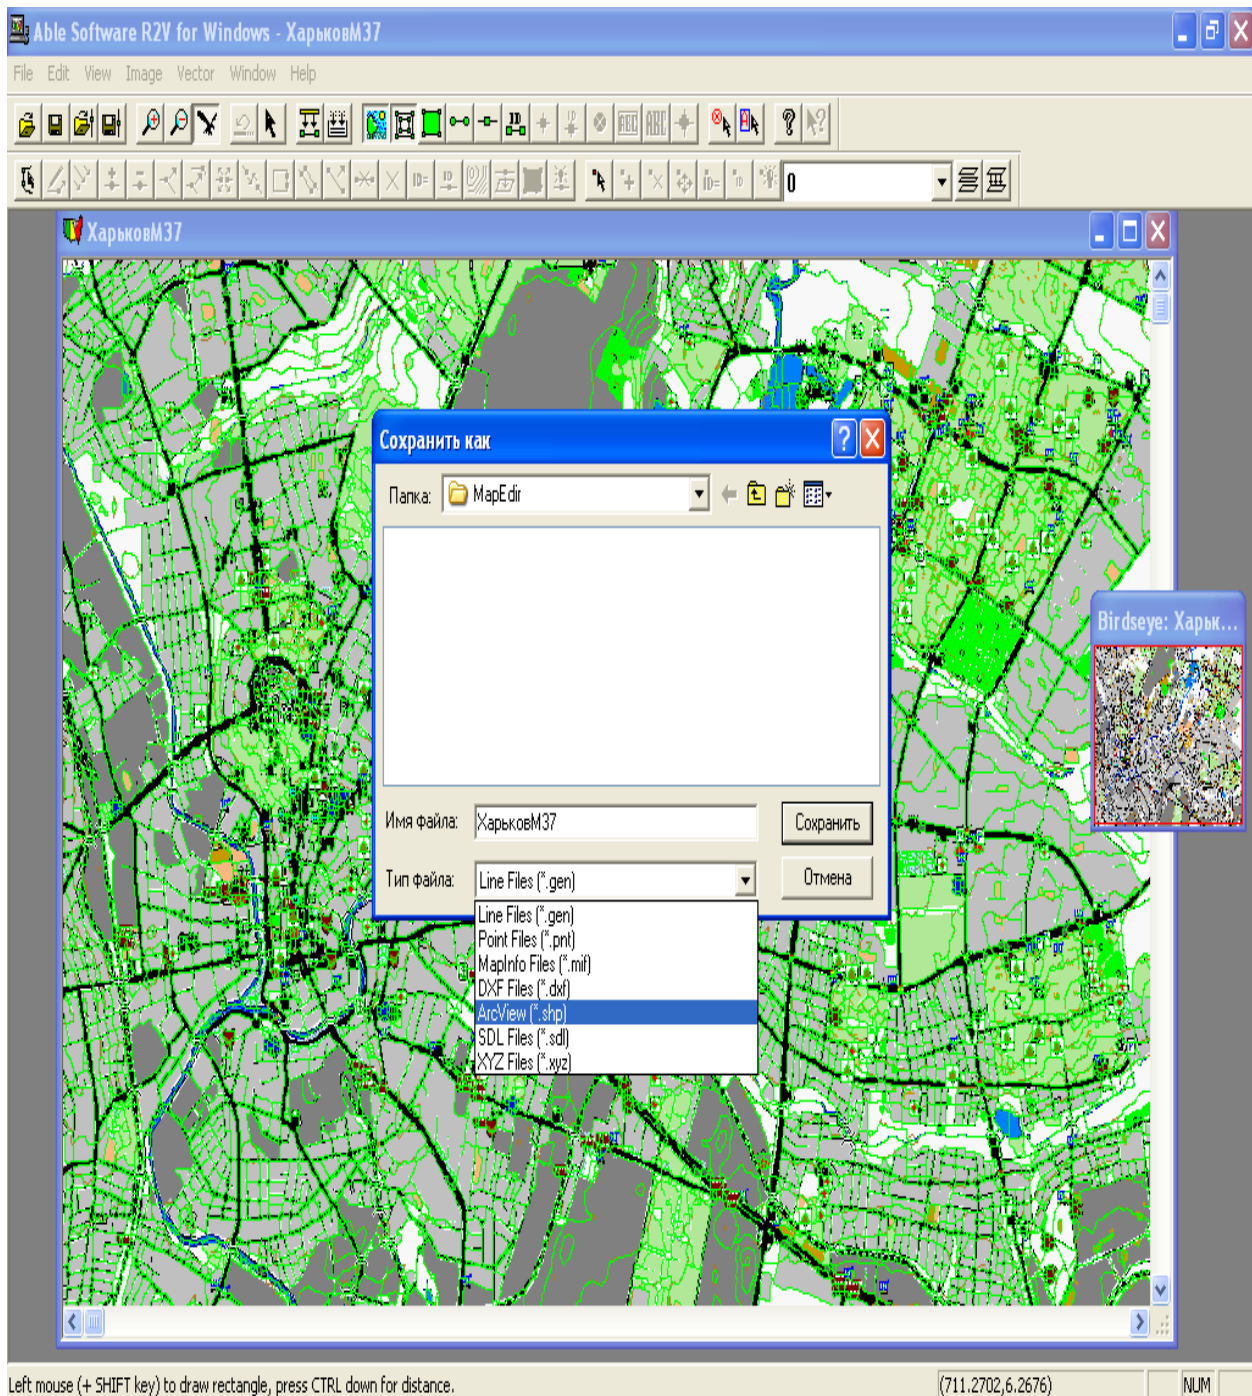 Able Software R2V for Windows - ХарьковМ37
File Edit View Image Vector Window Help
0
ХарьковМ37
Сохранить как
Папка: MapEdir
Имя файла: ХарьковМ37
Сохранить
Тип файла: Line Files (*.gen)
Отмена
Line Files (*.gen)
Point Files (*.pnt)
MapInfo Files (*.mif)
DXF Files (*.dxf)
ArcView (*.shp)
SDL Files (*.sdl)
XYZ Files (*.xyz)
Birdseye: Харьк...
Left mouse (+ SHIFT key) to draw rectangle, press CTRL down for distance.
(711.2702,6.2676)
NUM